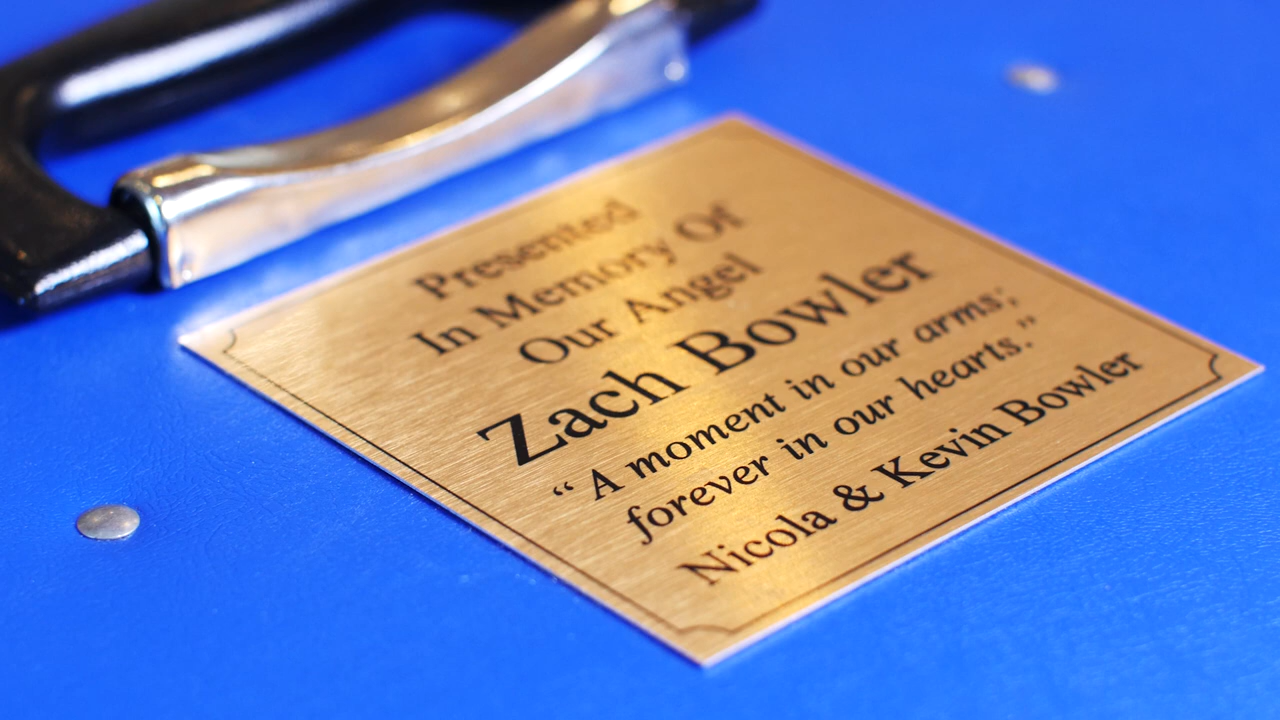 Presented
In Memory Of
Our Angel
Zach Bowler
“ A moment in our arms;
forever in our hearts.”
Nicola & Kevin Bowler